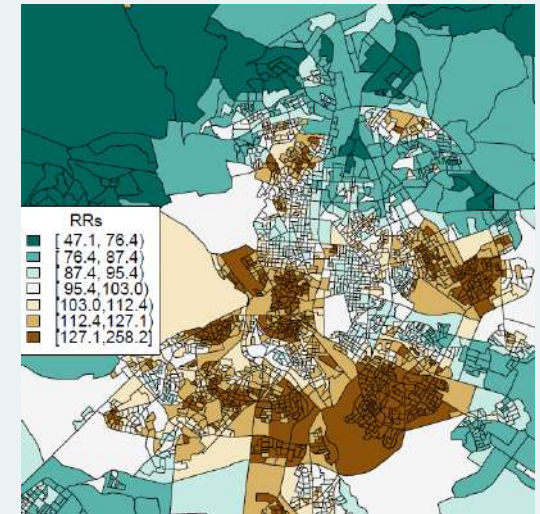 RRs
[ 47.1, 76.4)
[ 76.4, 87.4)
[ 87.4, 95.4)
[ 95.4,103.0)
[103.0,112.4)
[112.4,127.1)
[127.1,258.2]